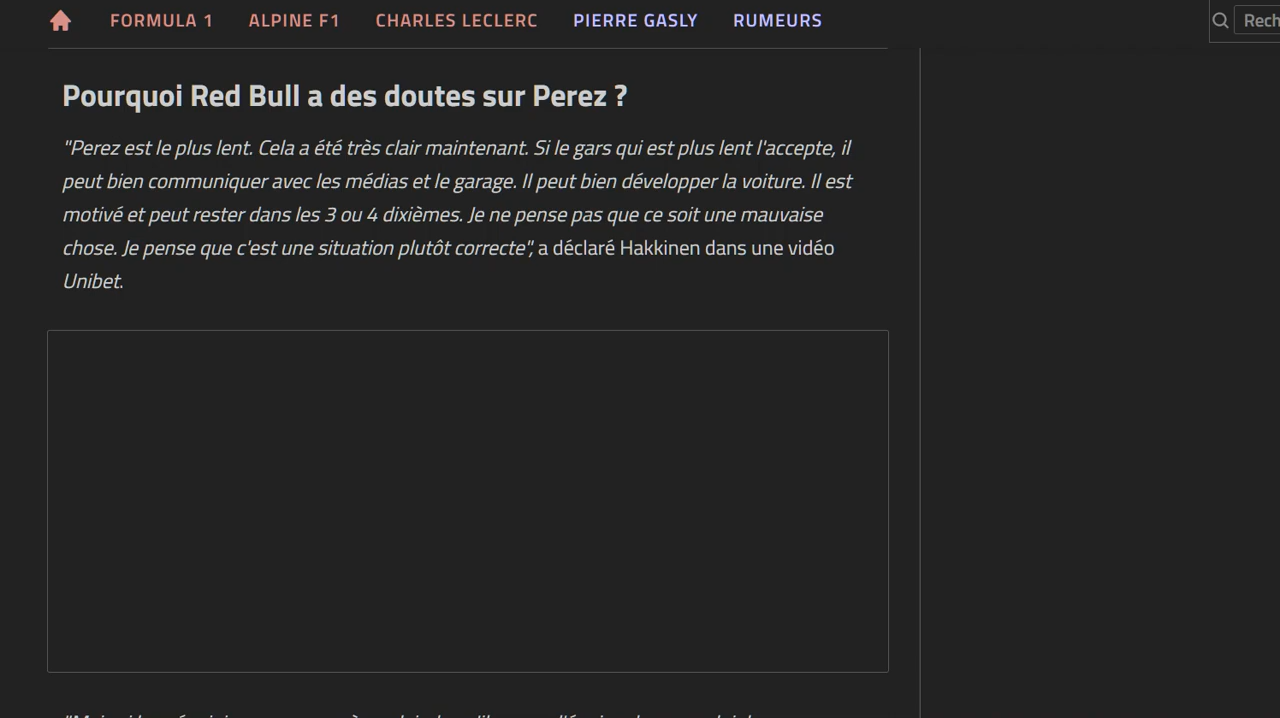 FORMULA 1 ALPINE F1 CHARLES LECLERC PIERRE GASLY RUMEURS Rech
Pourquoi Red Bull a des doutes sur Perez ?
"Perez est le plus lent. Cela a été très clair maintenant. Si le gars qui est plus lent l'accepte, il
peut bien communiquer avec les médias et le garage. Il peut bien développer la voiture. Il est
motivé et peut rester dans les 3 ou 4 dixièmes. Je ne pense pas que ce soit une mauvaise
chose. Je pense que c'est une situation plutôt correcte", a déclaré Hakkinen dans une vidéo
Unibet.